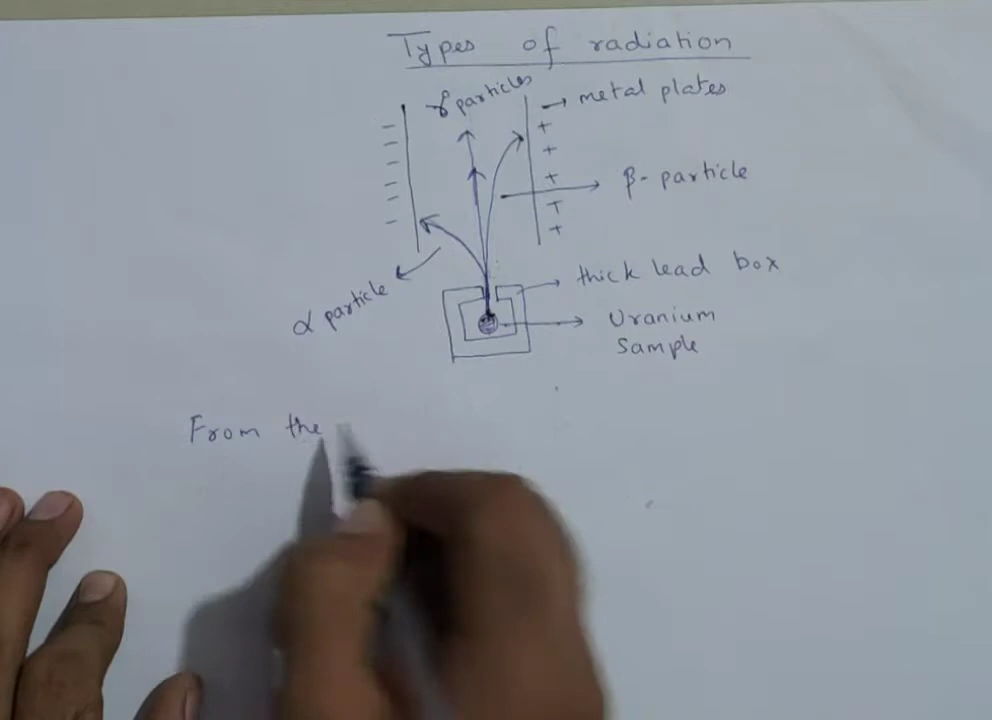 Types of radiation
γ particles
→ metal plates
- - - - - -
+ + + + +
β- particle
thick lead box
α particle
Uranium
Sample
From the